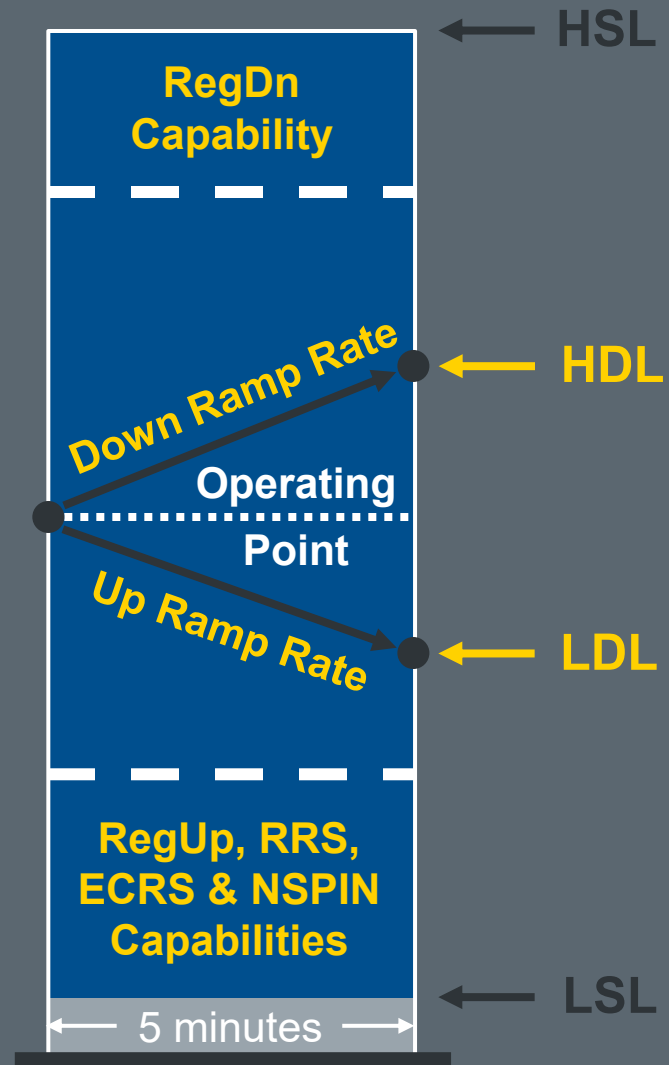 HSL
RegDn
Capability
Down Ramp Rate
HDL
Operating
Point
Up Ramp Rate
LDL
RegUp, RRS,
ECRS & NSPIN
Capabilities
LSL
5 minutes